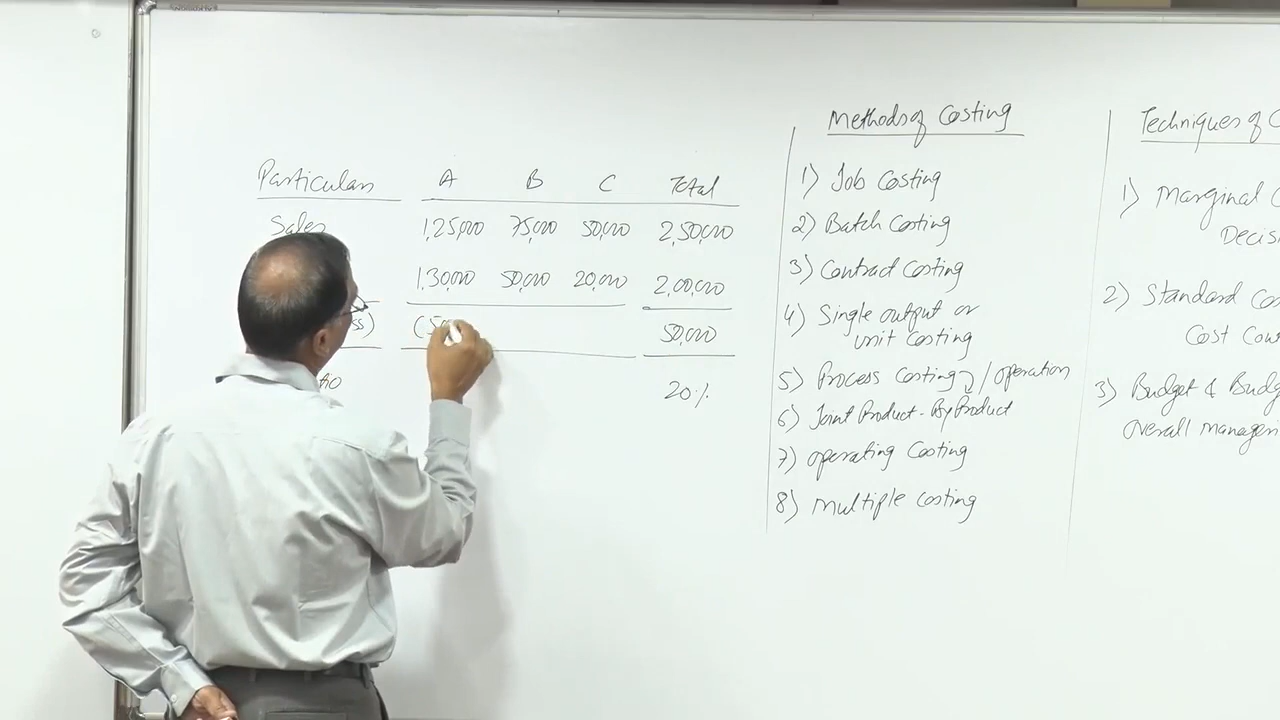 Particulars A B C Total
Sales 1,25,000 75,000 50,000 2,50,000
1,30,000 50,000 20,000 2,00,000
ss) (5,0 50,000
20%
Methods of Costing
1) Job Costing
2) Batch Costing
3) Contract Costing
4) Single output or
unit Costing
5) Process Costing / operation
6) Joint Product - By Product
7) operating Costing
8) Multiple Costing
Techniques of C
1) Marginal C
Decis
2) Standard Co
Cost Con
3) Budget & Budg
overall managem